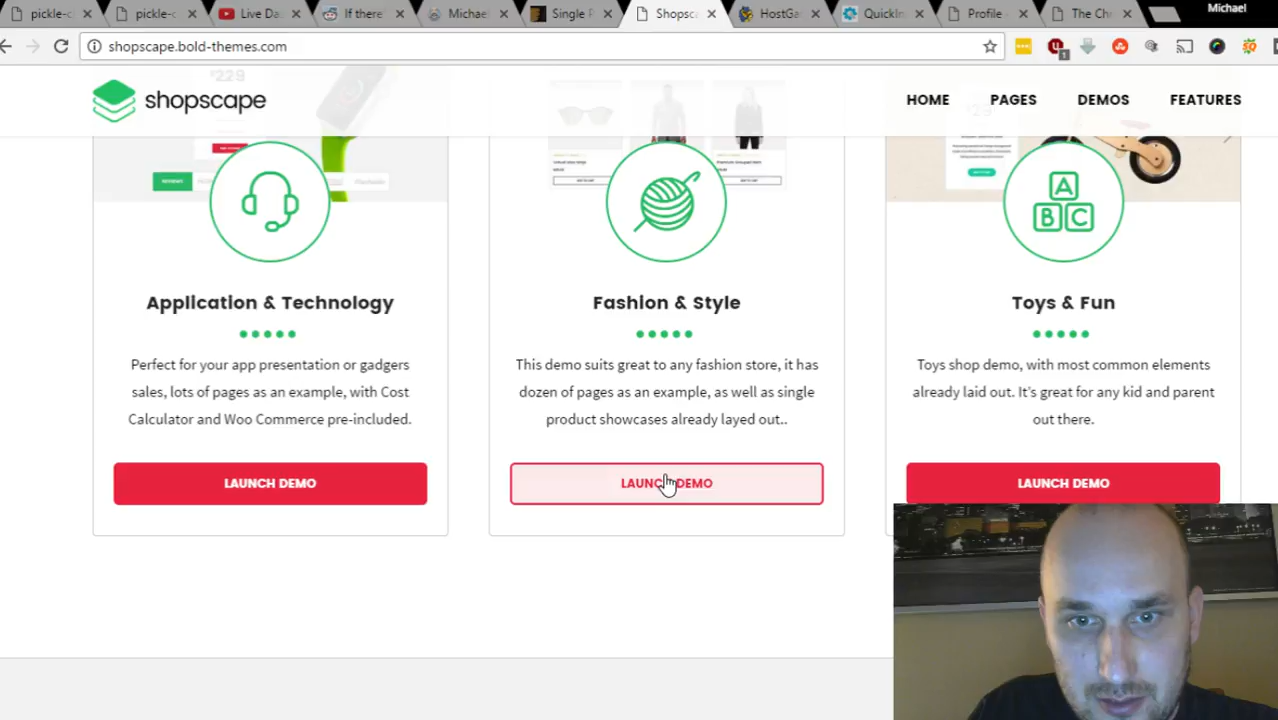 pickle-c
pickle-c
Live Da
If there
Michae
Single P
Shopsc
HostGa
QuickIn
Profile
The Ch
Michael
shopscape.bold-themes.com
1
shopscape
HOME
PAGES
DEMOS
FEATURES
A
B C
Application & Technology
Perfect for your app presentation or gadgers
sales, lots of pages as an example, with Cost
Calculator and Woo Commerce pre-included.
LAUNCH DEMO
Fashion & Style
This demo suits great to any fashion store, it has
dozen of pages as an example, as well as single
product showcases already layed out..
LAUNCH DEMO
Toys & Fun
Toys shop demo, with most common elements
already laid out. It's great for any kid and parent
out there.
LAUNCH DEMO